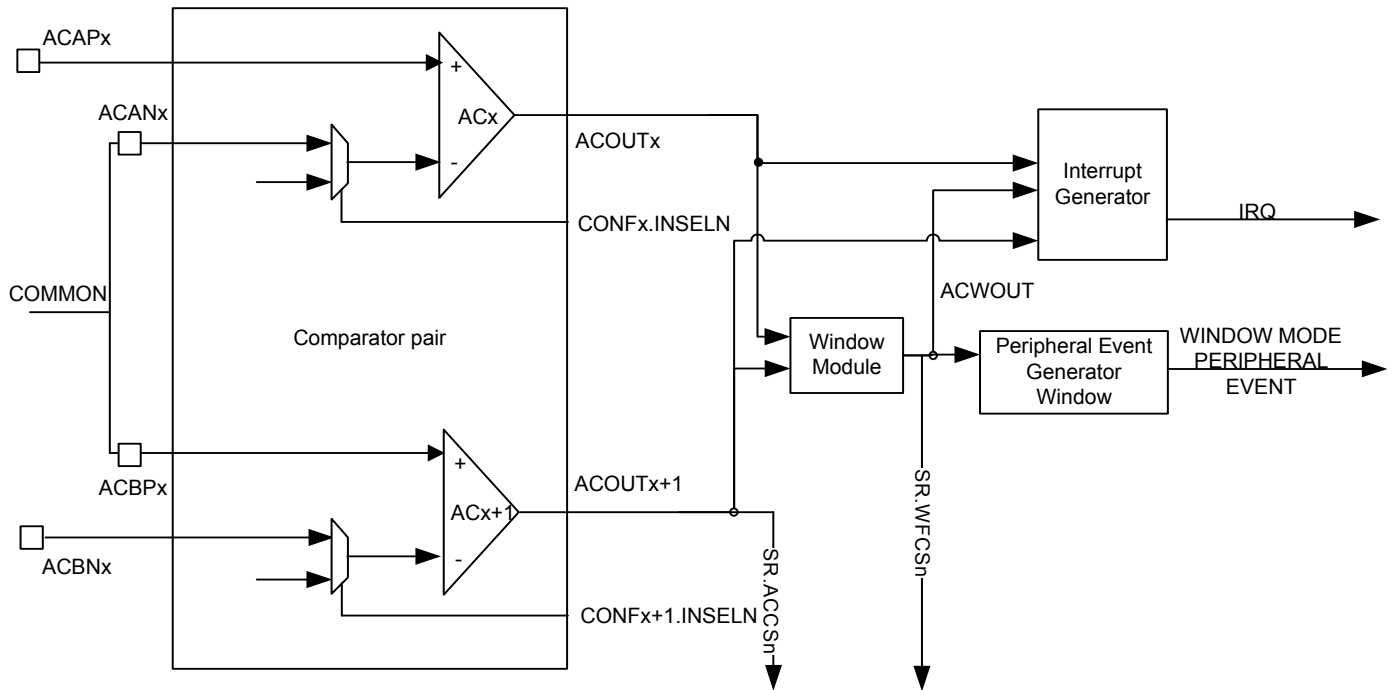 ACAPx
+
ACx
-
ACANx
ACOUTx
CONFx.INSELN
Interrupt
Generator
IRQ
COMMON
Comparator pair
ACWOUT
Window
Module
Peripheral Event
Generator
Window
WINDOW MODE
PERIPHERAL
EVENT
ACBPx
+
ACx+1
-
ACOUTx+1
ACBNx
CONFx+1.INSELN
SR.ACCSn
SR.WFCSn